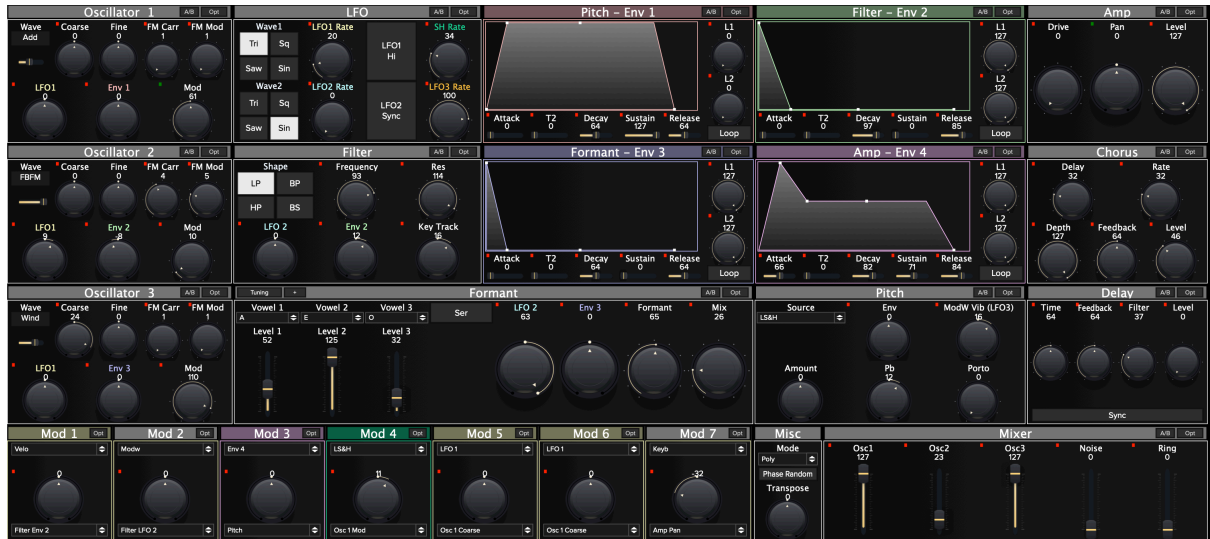 Oscillator 1 A/B Opt
Wave Coarse Fine FM Carr FM Mod
Add 0 0 1 1
LFO1 Env 1 Mod
0 0 61
LFO
Wave1 LFO1 Rate SH Rate
Tri Sq 20 LFO1 Hi 34
Saw Sin
Wave2 LFO2 Rate LFO3 Rate
Tri Sq 0 LFO2 Sync 100
Saw Sin
Pitch – Env 1 A/B Opt
L1
0
L2
0
Attack T2 Decay Sustain Release
0 0 64 127 64
Loop
Filter – Env 2 A/B Opt
L1
127
L2
127
Attack T2 Decay Sustain Release
0 0 97 0 85
Loop
Amp A/B Opt
Drive Pan Level
0 0 127
Oscillator 2 A/B Opt
Wave Coarse Fine FM Carr FM Mod
FBFM 0 0 4 5
LFO1 Env 2 Mod
9 -8 10
Filter A/B Opt
Shape Frequency Res
LP BP 93 114
HP BS
LFO 2 Env 2 Key Track
0 12 16
Formant – Env 3 A/B Opt
L1
127
L2
127
Attack T2 Decay Sustain Release
0 0 64 0 64
Loop
Amp – Env 4 A/B Opt
L1
127
L2
127
Attack T2 Decay Sustain Release
66 0 82 71 84
Loop
Chorus A/B Opt
Delay Rate
32 32
Depth Feedback Level
127 64 46
Oscillator 3 A/B Opt
Wave Coarse Fine FM Carr FM Mod
Wind 24 0 1 1
LFO1 Env 3 Mod
0 0 110
Tuning + Formant A/B Opt
Vowel 1 Vowel 2 Vowel 3 Ser LFO 2 Env 3 Formant Mix
A E O 63 0 65 26
Level 1 Level 2 Level 3
52 125 32
Pitch A/B Opt
Source Env ModW Vib (LFO3)
LS&H 0 16
Amount Pb Porto
0 12 0
Delay A/B Opt
Time Feedback Filter Level
64 64 37 0
Sync
Mod 1 Opt
Velo
0
Filter Env 2
Mod 2 Opt
Modw
0
Filter LFO 2
Mod 3 Opt
Env 4
0
Pitch
Mod 4 Opt
LS&H
11
Osc 1 Mod
Mod 5 Opt
LFO 1
0
Osc 1 Coarse
Mod 6 Opt
LFO 1
0
Osc 1 Coarse
Mod 7 Opt
Keyb
-32
Amp Pan
Misc
Mode
Poly
Phase Random
Transpose
0
Mixer A/B Opt
Osc1 Osc2 Osc3 Noise Ring
127 23 127 0 0